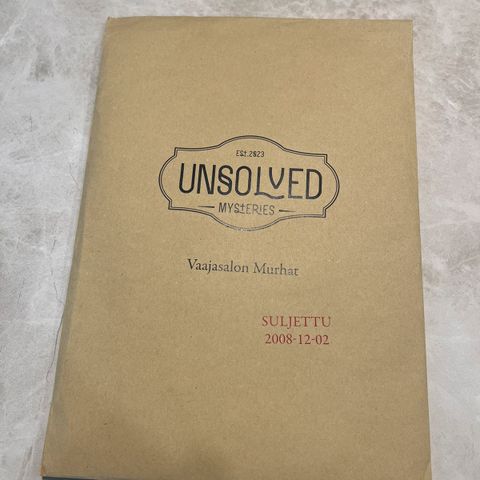 Est.2023
UNSOLVED
MYSTERIES
Vaajasalon Murhat
SULJETTU
2008-12-02